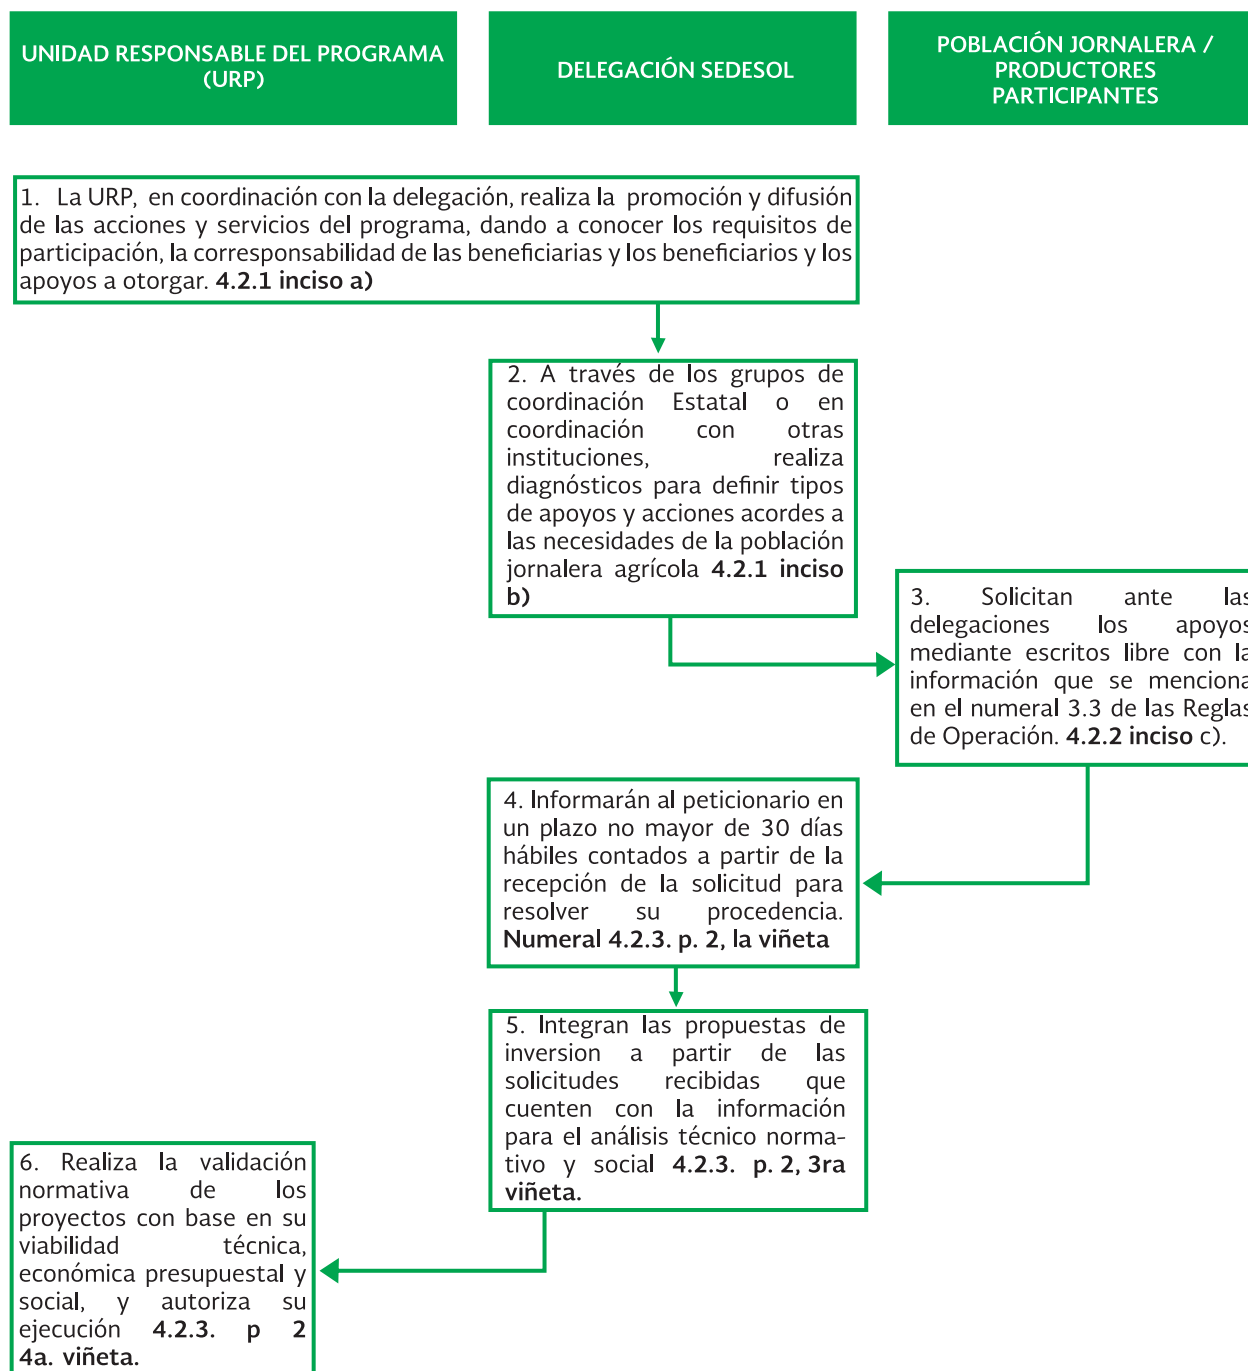 UNIDAD RESPONSABLE DEL PROGRAMA
(URP)
DELEGACIÓN SEDESOL
POBLACIÓN JORNALERA /
PRODUCTORES
PARTICIPANTES
1. La URP, en coordinación con la delegación, realiza la promoción y difusión
de las acciones y servicios del programa, dando a conocer los requisitos de
participación, la corresponsabilidad de las beneficiarias y los beneficiarios y los
apoyos a otorgar. 4.2.1 inciso a)
2. A través de los grupos de
coordinación Estatal o en
coordinación con otras
instituciones, realiza
diagnósticos para definir tipos
de apoyos y acciones acordes a
las necesidades de la población
jornalera agrícola 4.2.1 inciso
b)
3. Solicitan ante las
delegaciones los apoyos
mediante escritos libre con la
información que se menciona
en el numeral 3.3 de las Reglas
de Operación. 4.2.2 inciso c).
4. Informarán al peticionario en
un plazo no mayor de 30 días
hábiles contados a partir de la
recepción de la solicitud para
resolver su procedencia.
Numeral 4.2.3. p. 2, la viñeta
5. Integran las propuestas de
inversion a partir de las
solicitudes recibidas que
cuenten con la información
para el análisis técnico norma-
tivo y social 4.2.3. p. 2, 3ra
viñeta.
6. Realiza la validación
normativa de los
proyectos con base en su
viabilidad técnica,
económica presupuestal y
social, y autoriza su
ejecución 4.2.3. p 2
4a. viñeta.